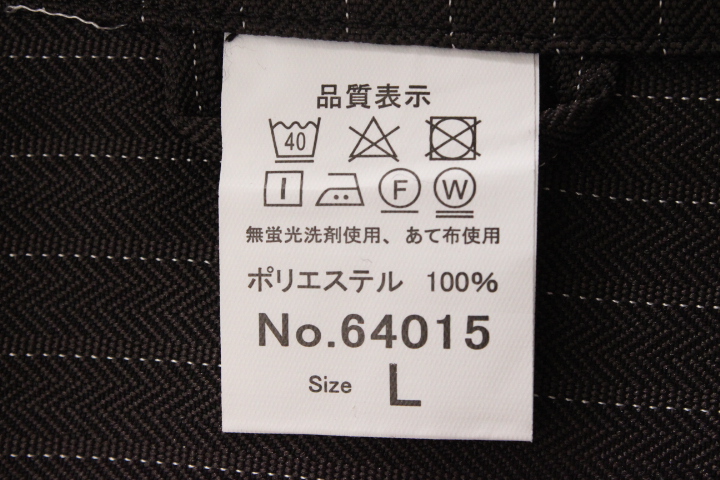 品質表示
40
F W
無蛍光洗剤使用、あて布使用
ポリエステル 100%
No.64015
Size L